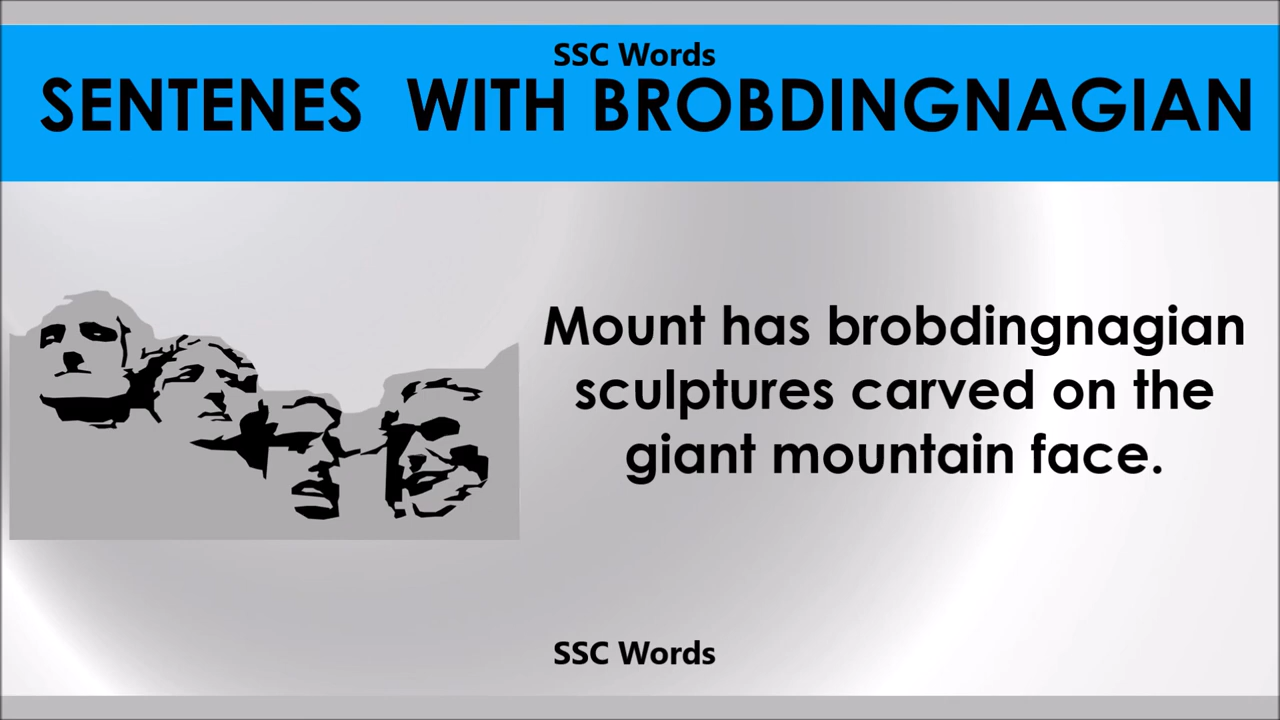 SSC Words
SENTENES WITH BROBDINGNAGIAN
Mount has brobdingnagian
sculptures carved on the
giant mountain face.
SSC Words